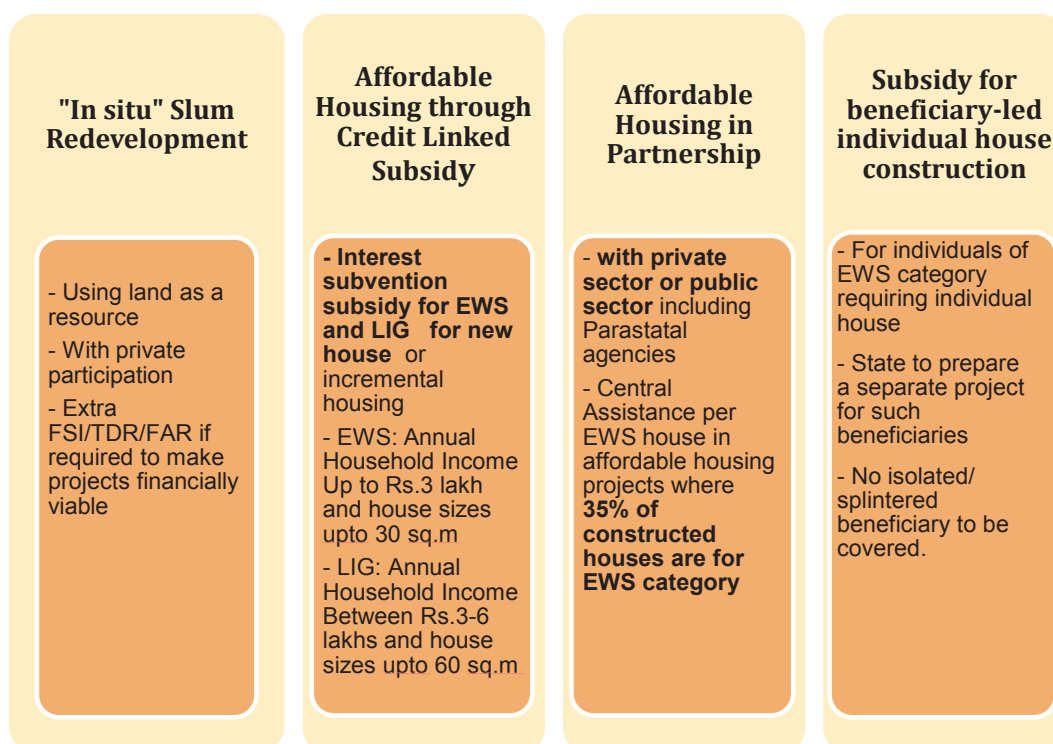 "In situ" Slum
Redevelopment
- Using land as a
resource
- With private
participation
- Extra
FSI/TDR/FAR if
required to make
projects financially
viable
Affordable
Housing through
Credit Linked
Subsidy
- Interest
subvention
subsidy for EWS
and LIG for new
house or
incremental
housing
- EWS: Annual
Household Income
Up to Rs.3 lakh
and house sizes
upto 30 sq.m
- LIG: Annual
Household Income
Between Rs.3-6
lakhs and house
sizes upto 60 sq.m
Affordable
Housing in
Partnership
- with private
sector or public
sector including
Parastatal
agencies
- Central
Assistance per
EWS house in
affordable housing
projects where
35% of
constructed
houses are for
EWS category
Subsidy for
beneficiary-led
individual house
construction
- For individuals of
EWS category
requiring individual
house
- State to prepare
a separate project
for such
beneficiaries
- No isolated/
splintered
beneficiary to be
covered.